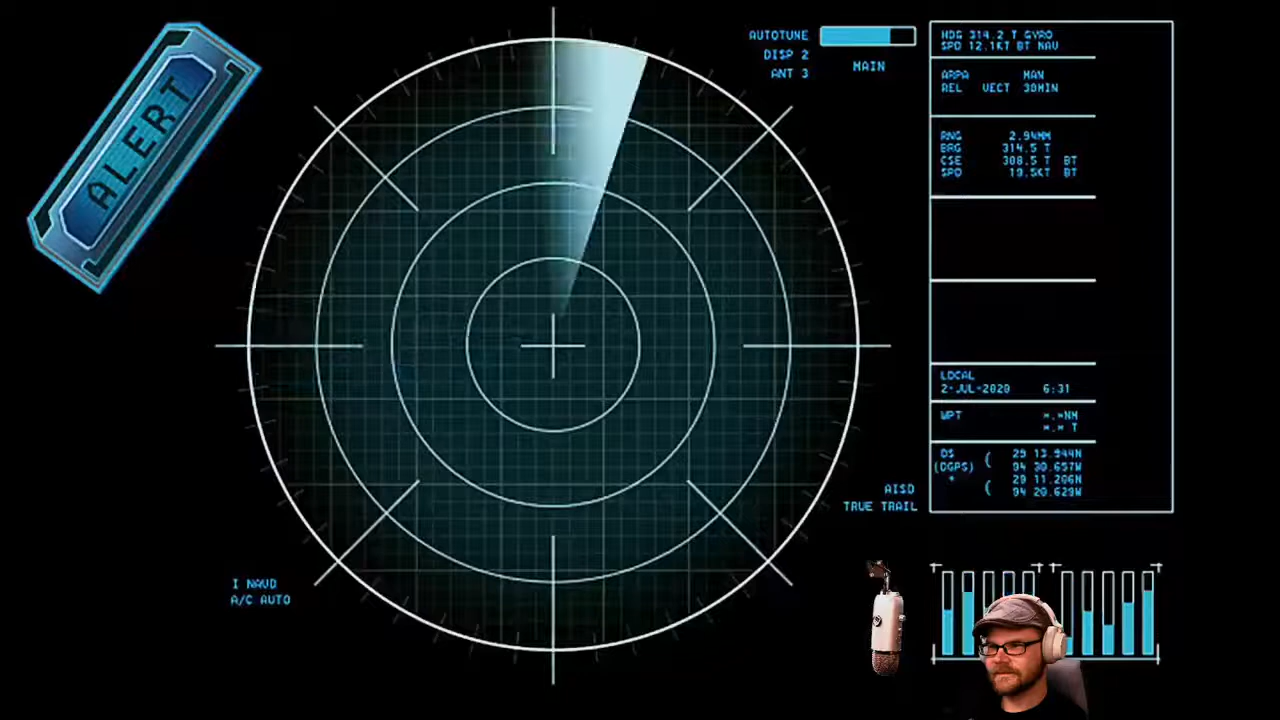 ALERT
AUTOTUNE
DISP 2
ANT 3
MAIN
HDG 314.2 T GYRO
SPD 12.1KT BT NAV
ARPA MAN
REL VECT 30MIN
RNG 2.94NM
BRG 314.5 T
CSE 308.5 T BT
SPD 19.5KT BT
LOCAL
2-JUL-2020 6:31
WPT *.*NM
*.* T
OS 29 13.944N
(DGPS) ( 94 30.657W
* 29 11.206N
( 94 20.629W
AISD
TRUE TRAIL
I NAVD
A/C AUTO